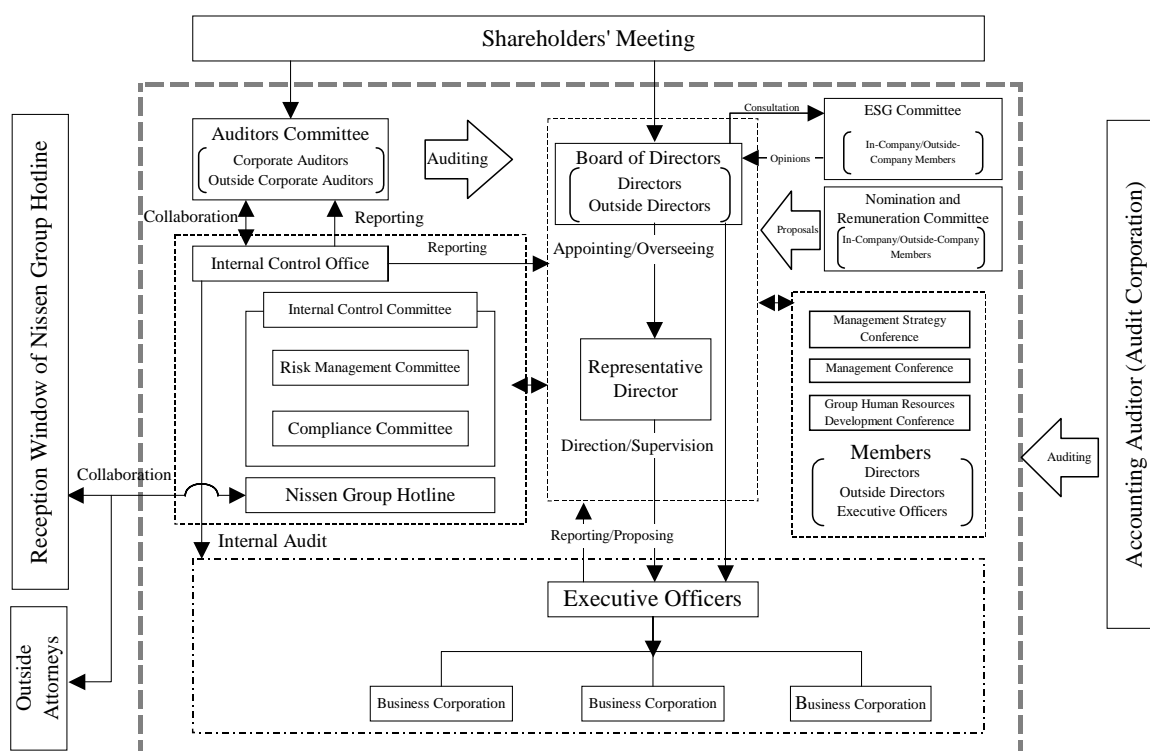 Shareholders' Meeting
Reception Window of Nissen Group Hotline
Outside
Attorneys
Auditors Committee
Corporate Auditors
Outside Corporate Auditors
Auditing
Collaboration
Reporting
Internal Control Office
Reporting
Internal Control Committee
Risk Management Committee
Compliance Committee
Collaboration
Nissen Group Hotline
Internal Audit
Board of Directors
Directors
Outside Directors
Appointing/Overseeing
Representative
Director
Direction/Supervision
Reporting/Proposing
Consultation
Opinions
ESG Committee
In-Company/Outside-
Company Members
Proposals
Nomination and
Remuneration Committee
In-Company/Outside-Company
Members
Management Strategy
Conference
Management Conference
Group Human Resources
Development Conference
Members
Directors
Outside Directors
Executive Officers
Auditing
Accounting Auditor (Audit Corporation)
Executive Officers
Business Corporation
Business Corporation
Business Corporation